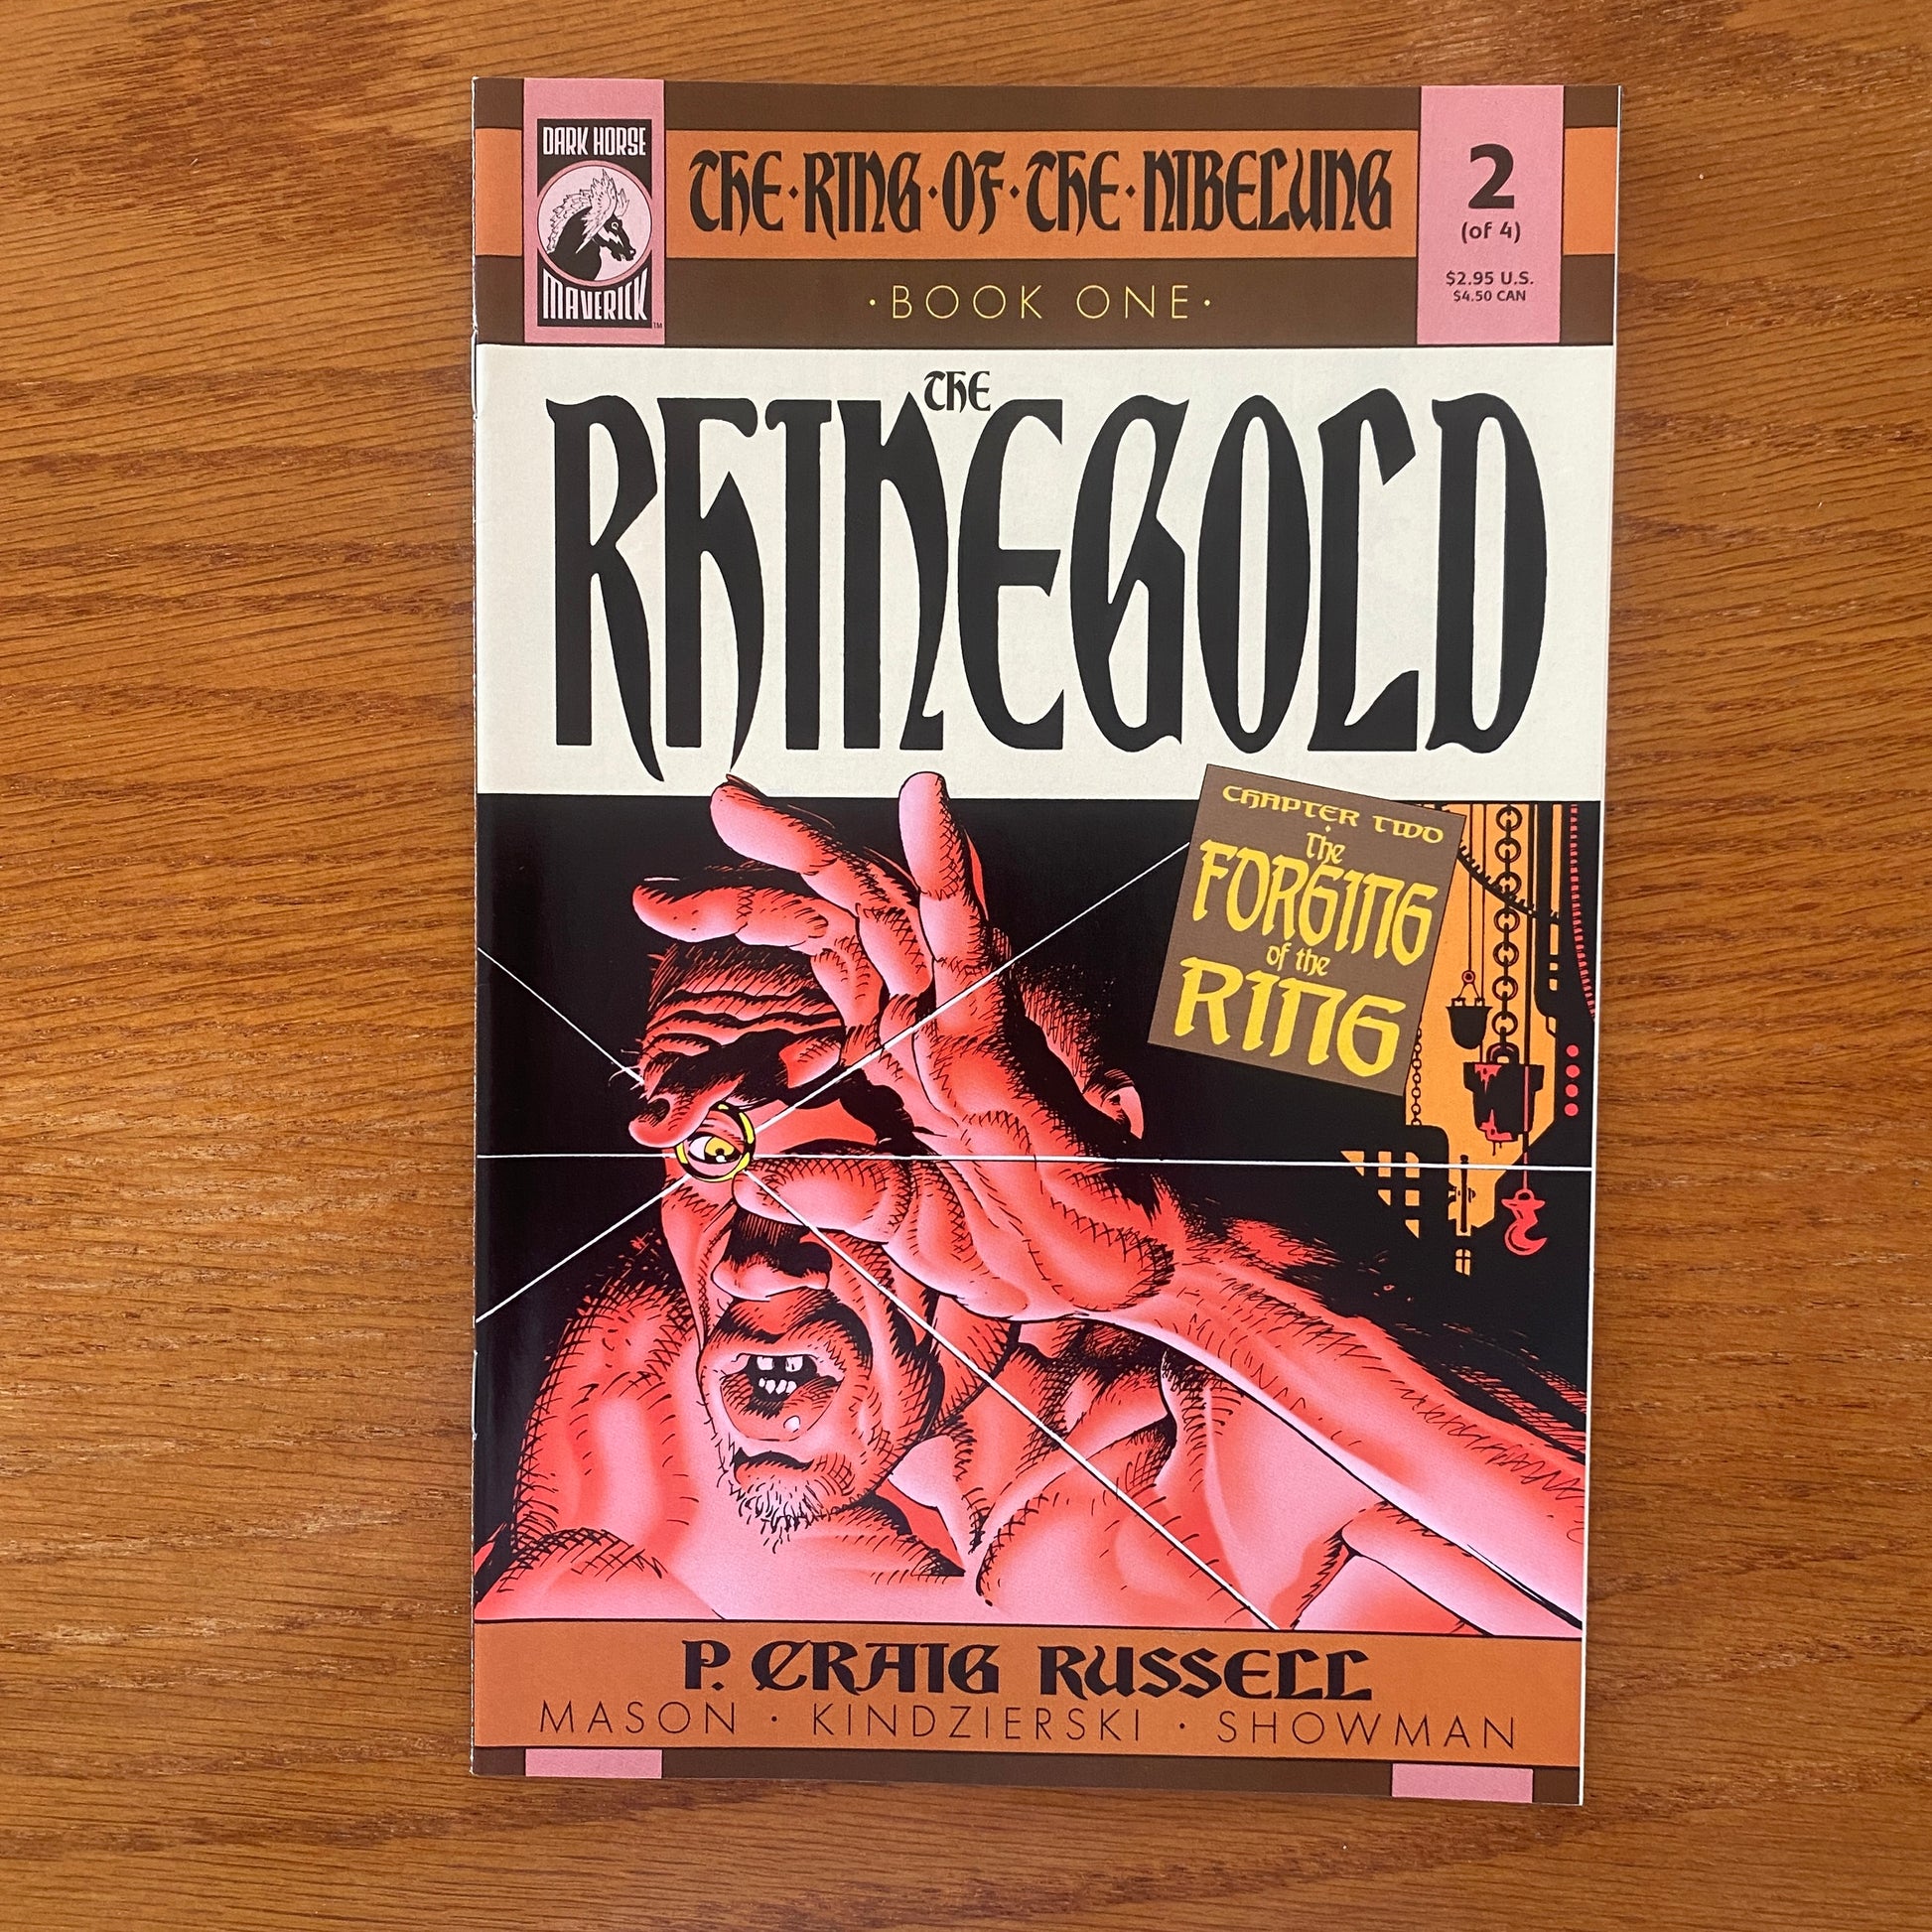 DARK HORSE
MAVERICK™
THE·RING·OF·THE·NIBELUNG
·BOOK ONE·
2
(of 4)
$2.95 U.S.
$4.50 CAN
THE
RHINEGOLD
CHAPTER TWO
·
The
FORGING
of the
RING
P. CRAIG RUSSELL
MASON · KINDZIERSKI · SHOWMAN